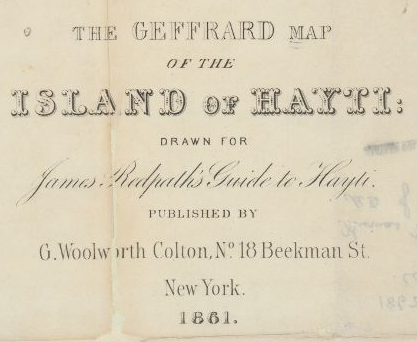 THE GEFFRARD MAP
OF THE
ISLAND OF HAYTI:
DRAWN FOR
James Redpath's Guide to Hayti.
PUBLISHED BY
G. Woolworth Colton, No. 18 Beekman St.
New York.
1861.